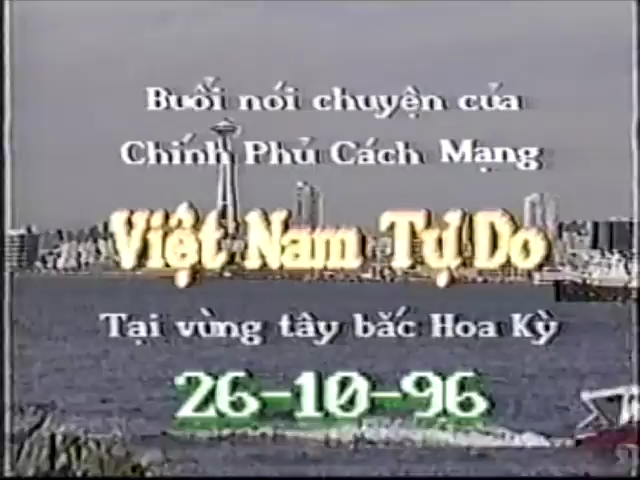 Buổi nói chuyện của
Chính Phủ Cách Mạng
Việt Nam Tự Do
Tại vùng tây bắc Hoa Kỳ
26-10-96